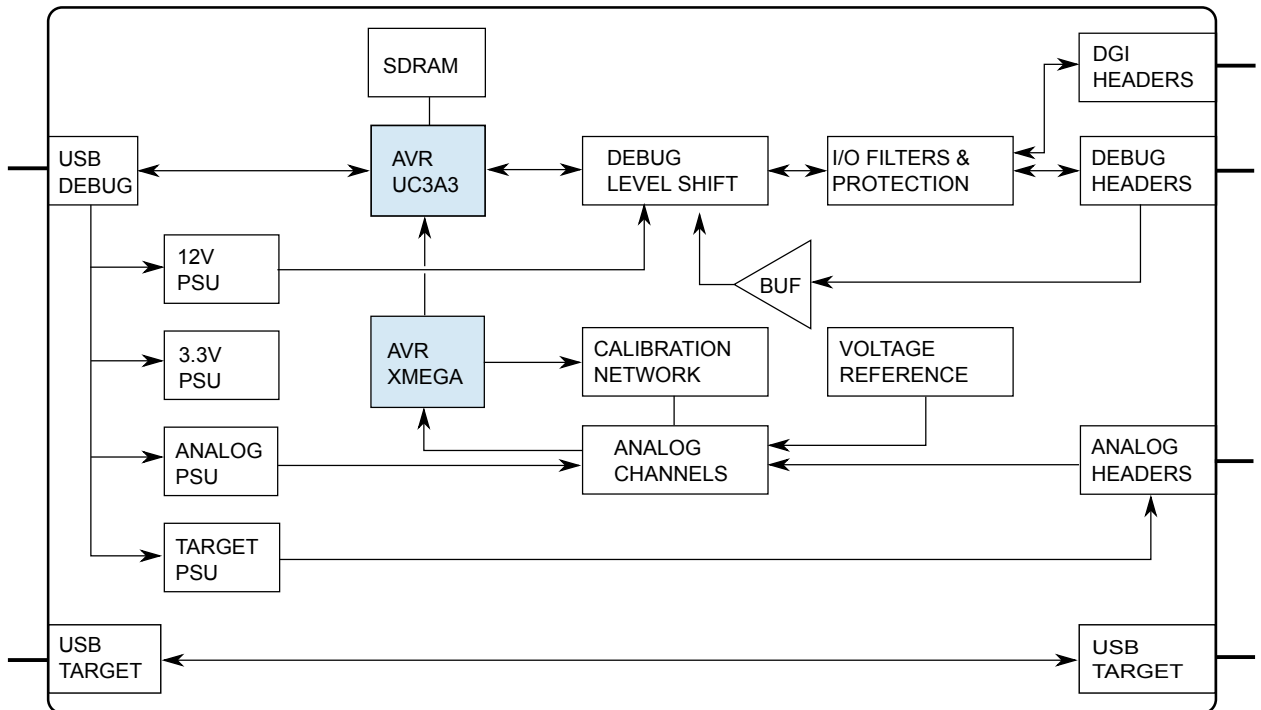 SDRAM
DGI
HEADERS
USB
DEBUG
AVR
UC3A3
DEBUG
LEVEL SHIFT
I/O FILTERS &
PROTECTION
DEBUG
HEADERS
12V
PSU
BUF
3.3V
PSU
AVR
XMEGA
CALIBRATION
NETWORK
VOLTAGE
REFERENCE
ANALOG
PSU
ANALOG
CHANNELS
ANALOG
HEADERS
TARGET
PSU
USB
TARGET
USB
TARGET